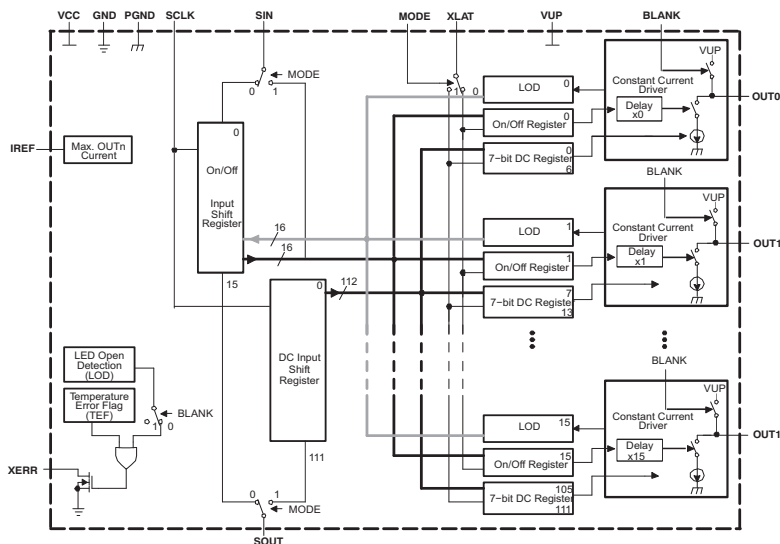 VCC GND PGND SCLK SIN MODE XLAT VUP BLANK
MODE
0 1
1 0
IREF
Max. OUTn
Current
0
On/Off
Input
Shift
Register
15
16
16
0
112
DC Input
Shift
Register
111
LED Open
Detection
(LOD)
Temperature
Error Flag
(TEF)
1 0
BLANK
XERR
0 1
MODE
SOUT
LOD 0
On/Off Register 0
7−bit DC Register 0
6
VUP
Constant Current
Driver
Delay
x0
OUT0
BLANK
LOD 1
On/Off Register 1
7−bit DC Register 7
13
VUP
Constant Current
Driver
Delay
x1
OUT1
BLANK
LOD 15
On/Off Register 15
7−bit DC Register 105
111
VUP
Constant Current
Driver
Delay
x15
OUT1